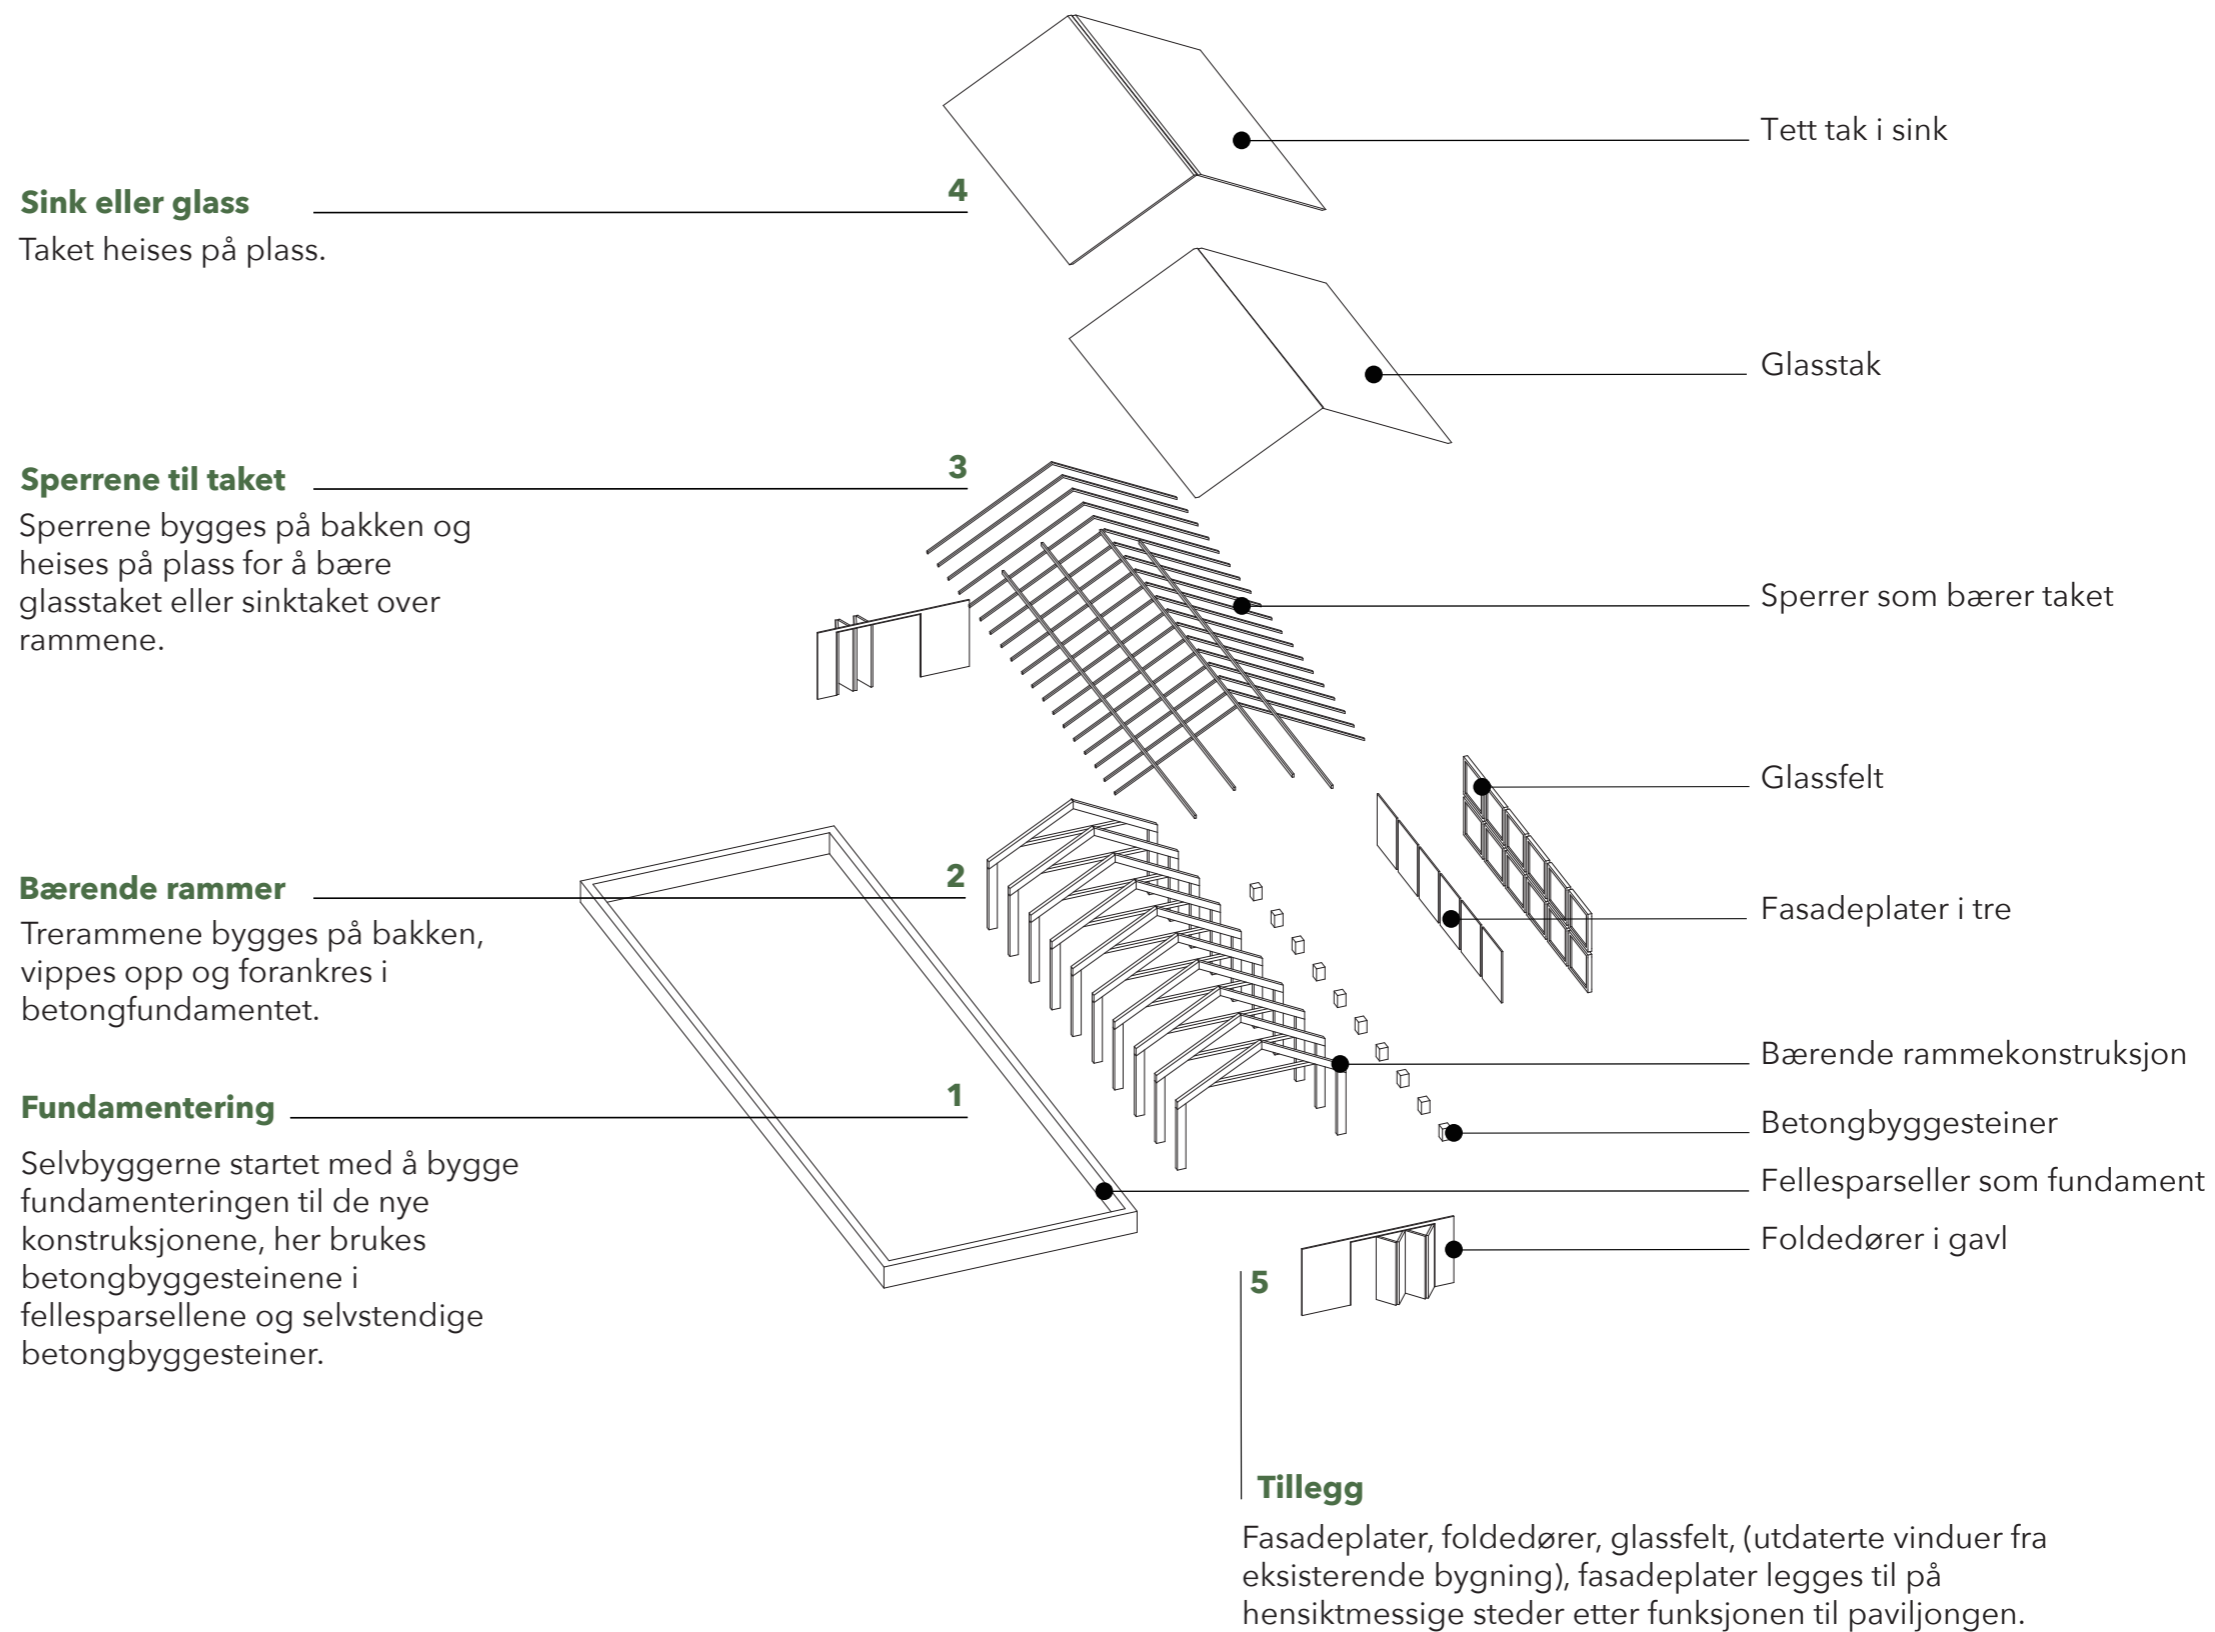 Sink eller glass
4
Taket heises på plass.
Sperrene til taket
3
Sperrene bygges på bakken og
heises på plass for å bære
glasstaket eller sinktaket over
rammene.
Bærende rammer
2
Trerammene bygges på bakken,
vippes opp og forankres i
betongfundamentet.
Fundamentering
1
Selvbyggerne startet med å bygge
fundamenteringen til de nye
konstruksjonene, her brukes
betongbyggesteinene i
fellesparsellene og selvstendige
betongbyggesteiner.
Tett tak i sink
Glasstak
Sperrer som bærer taket
Glassfelt
Fasadeplater i tre
Bærende rammekonstruksjon
Betongbyggesteiner
Fellesparseller som fundament
Foldedører i gavl
5
Tillegg
Fasadeplater, foldedører, glassfelt, (utdaterte vinduer fra
eksisterende bygning), fasadeplater legges til på
hensiktmessige steder etter funksjonen til paviljongen.